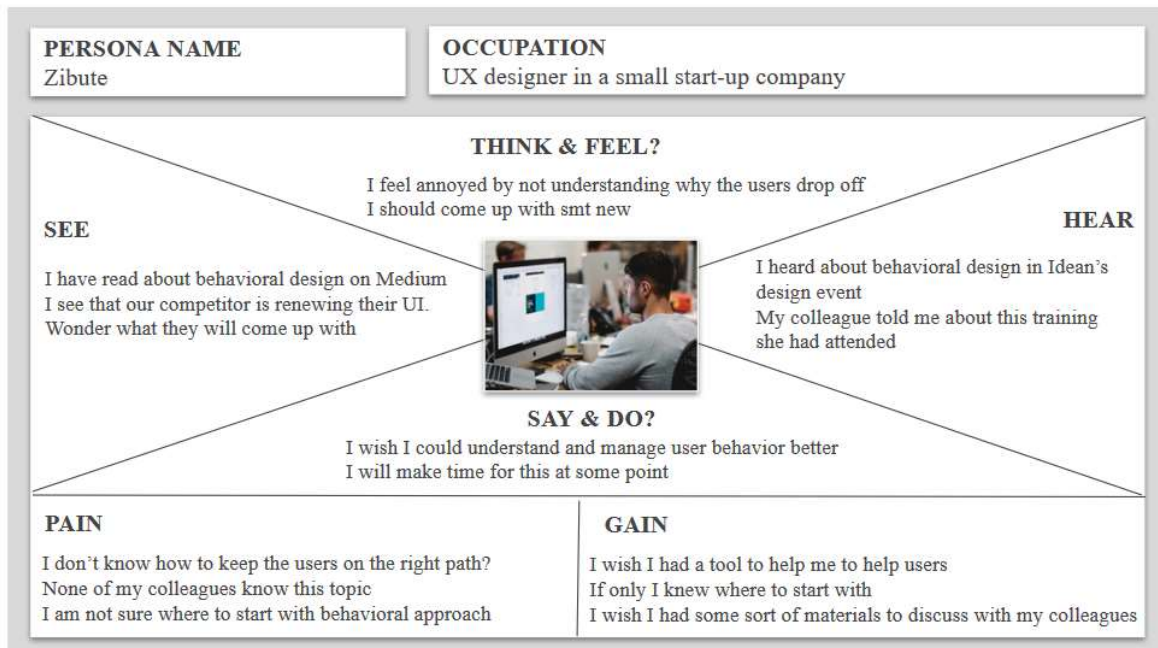 PERSONA NAME
Zibute
OCCUPATION
UX designer in a small start-up company
THINK & FEEL?
I feel annoyed by not understanding why the users drop off
I should come up with smt new
SEE
I have read about behavioral design on Medium
I see that our competitor is renewing their UI.
Wonder what they will come up with
HEAR
I heard about behavioral design in Idean’s
design event
My colleague told me about this training
she had attended
SAY & DO?
I wish I could understand and manage user behavior better
I will make time for this at some point
PAIN
I don’t know how to keep the users on the right path?
None of my colleagues know this topic
I am not sure where to start with behavioral approach
GAIN
I wish I had a tool to help me to help users
If only I knew where to start with
I wish I had some sort of materials to discuss with my colleagues